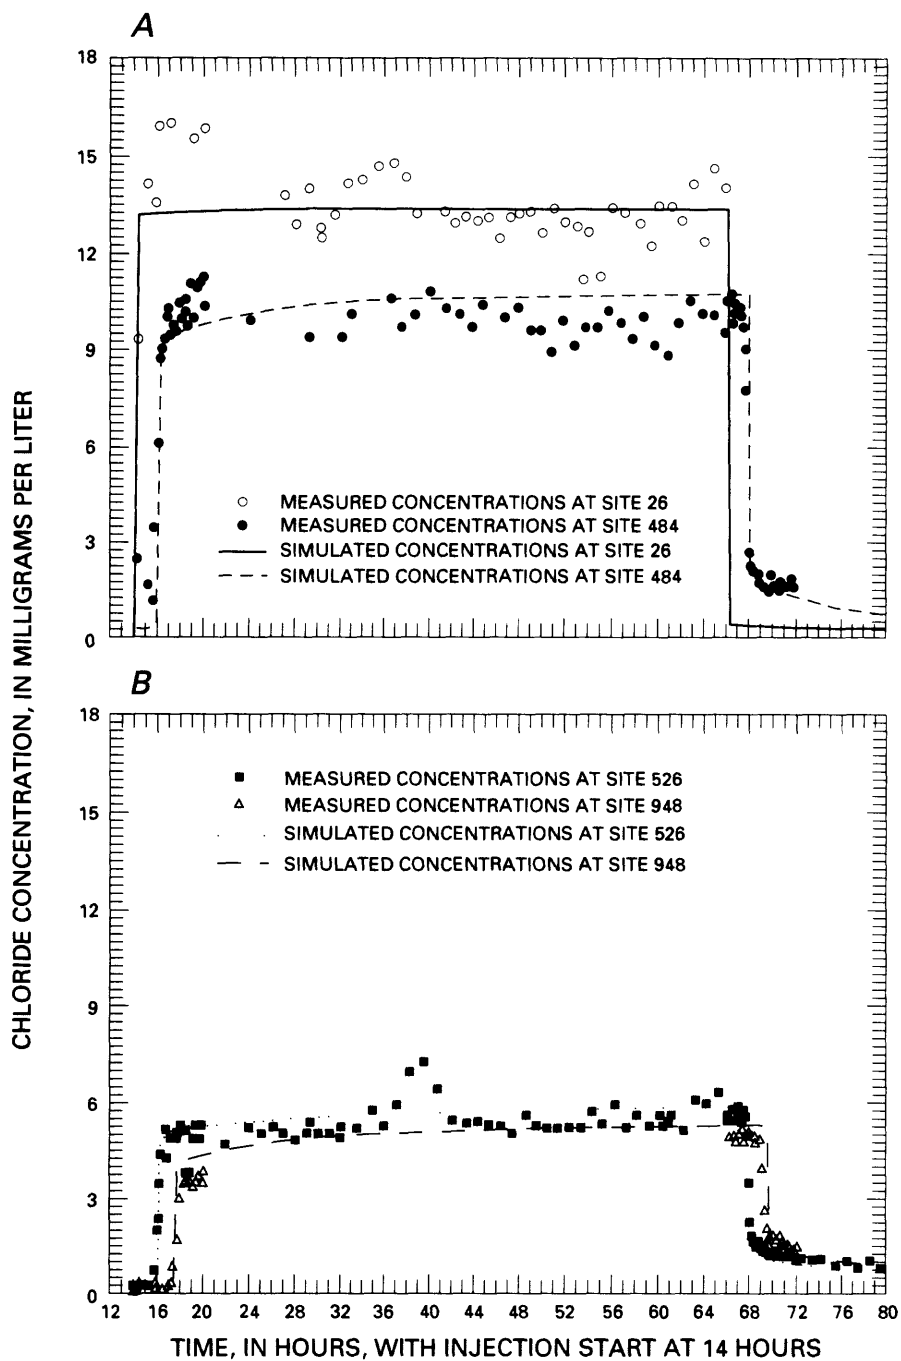 A
18
15
12
9
6
3
0
MEASURED CONCENTRATIONS AT SITE 26
MEASURED CONCENTRATIONS AT SITE 484
SIMULATED CONCENTRATIONS AT SITE 26
SIMULATED CONCENTRATIONS AT SITE 484
CHLORIDE CONCENTRATION, IN MILLIGRAMS PER LITER
B
18
15
12
9
6
3
0
MEASURED CONCENTRATIONS AT SITE 526
MEASURED CONCENTRATIONS AT SITE 948
SIMULATED CONCENTRATIONS AT SITE 526
SIMULATED CONCENTRATIONS AT SITE 948
12 16 20 24 28 32 36 40 44 48 52 56 60 64 68 72 76 80
TIME, IN HOURS, WITH INJECTION START AT 14 HOURS